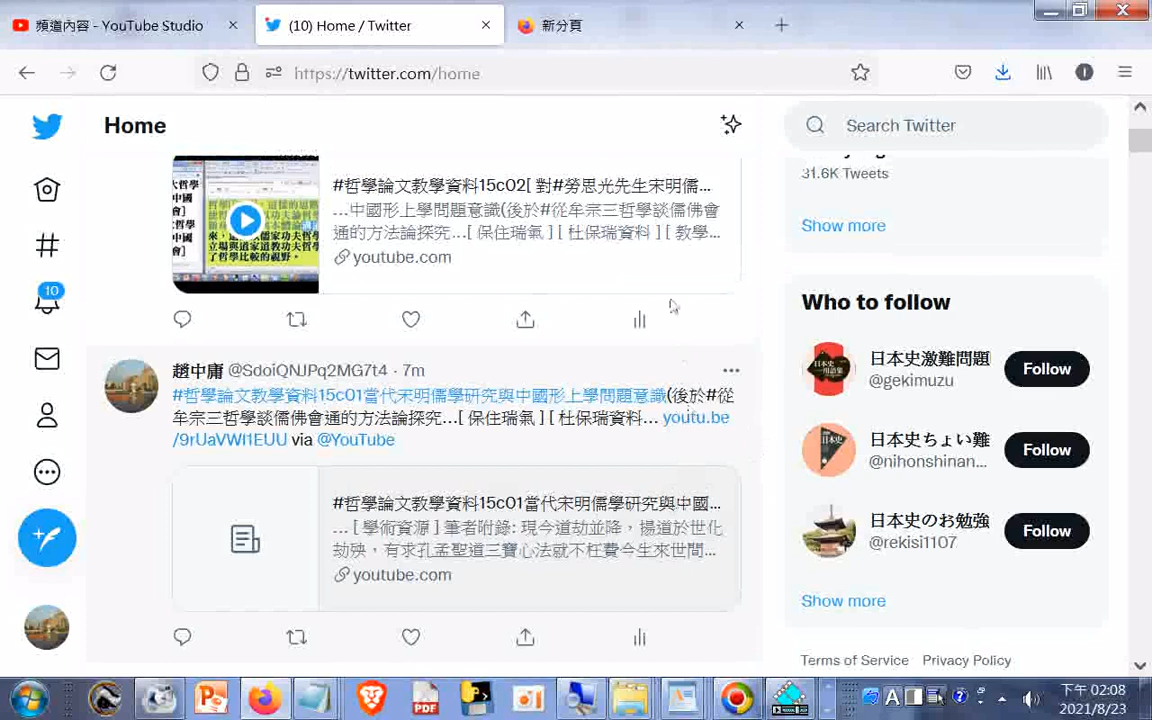 頻道內容 - YouTube Studio
(10) Home / Twitter
新分頁
https://twitter.com/home
Home
Search Twitter
31.6K Tweets
Show more
#哲學論文教學資料15c02[ 對#勞思光先生宋明儒...
...中國形上學問題意識(後於#從牟宗三哲學談儒佛會
通的方法論探究...[ 保住瑞氣 ] [ 杜保瑞資料 ] [ 教學...
youtube.com
Who to follow
日本史激難問題
@gekimuzu
Follow
日本史ちょい難
@nihonshinan...
Follow
日本史のお勉強
@rekisi1107
Follow
Show more
Terms of Service
Privacy Policy
10
趙中庸 @SdoiQNJPq2MG7t4 · 7m
#哲學論文教學資料15c01當代宋明儒學研究與中國形上學問題意識(後於#從
牟宗三哲學談儒佛會通的方法論探究...[ 保住瑞氣 ] [ 杜保瑞資料... youtu.be
/9rUaVWl1EUU via @YouTube
#哲學論文教學資料15c01當代宋明儒學研究與中國...
... [ 學術資源 ] 筆者附錄: 現今道劫並降，揚道於世化
劫殃，有求孔孟聖道三寶心法就不枉費今生來世間...
youtube.com
PDF
下午 02:08
2021/8/23